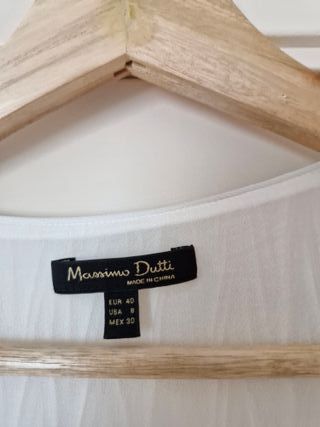 Massimo Dutti
MADE IN CHINA
EUR 40
USA 8
MEX 30